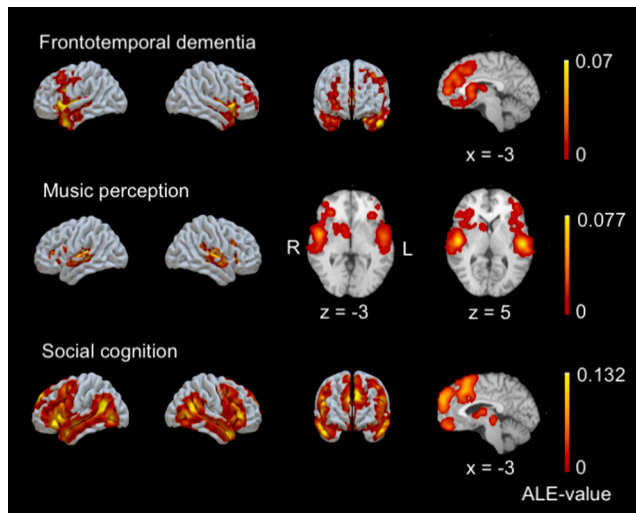 Frontotemporal dementia
0.07
0
x = -3
Music perception
0.077
R
L
0
z = -3
z = 5
Social cognition
0.132
0
x = -3
ALE-value